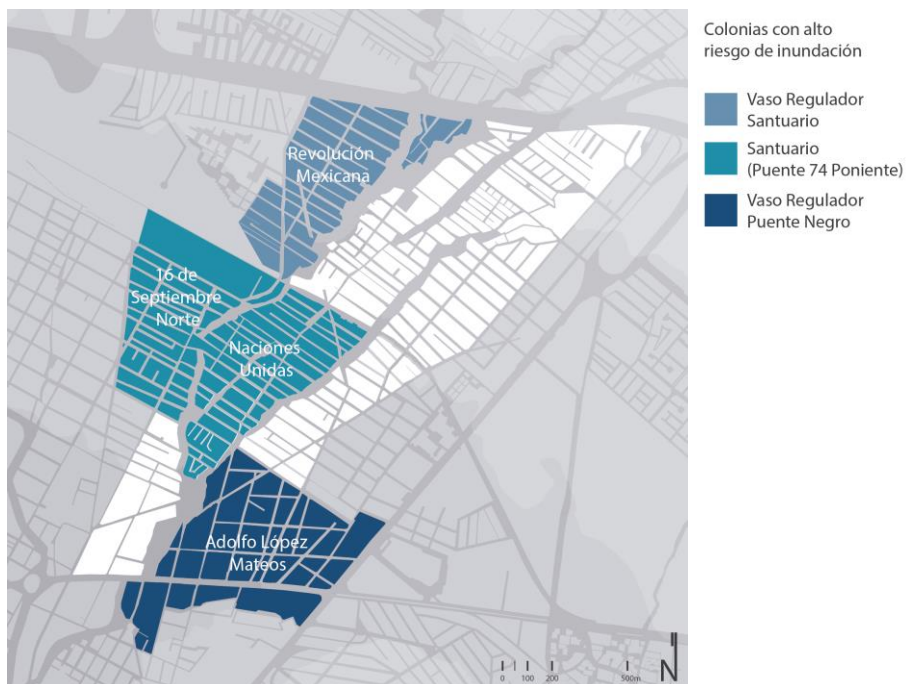 Colonias con alto
riesgo de inundación
Vaso Regulador
Santuario
Santuario
(Puente 74 Poniente)
Vaso Regulador
Puente Negro
Revolución
Mexicana
16 de
Septiembre
Norte
Naciones
Unidas
Adolfo López
Mateos
0 100 200 500m
N